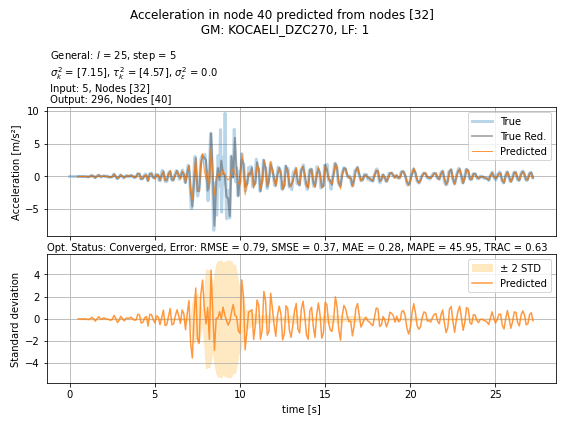 Acceleration in node 40 predicted from nodes [32]
GM: KOCAELI_DZC270, LF: 1
General: l = 25, step = 5
σ²ₖ = [7.15], τ²ₖ = [4.57], σ²ε = 0.0
Input: 5, Nodes [32]
Output: 296, Nodes [40]
10
5
0
−5
Acceleration [m/s²]
True
True Red.
Predicted
Opt. Status: Converged, Error: RMSE = 0.79, SMSE = 0.37, MAE = 0.28, MAPE = 45.95, TRAC = 0.63
4
2
0
−2
−4
Standard deviation
± 2 STD
Predicted
0 5 10 15 20 25
time [s]